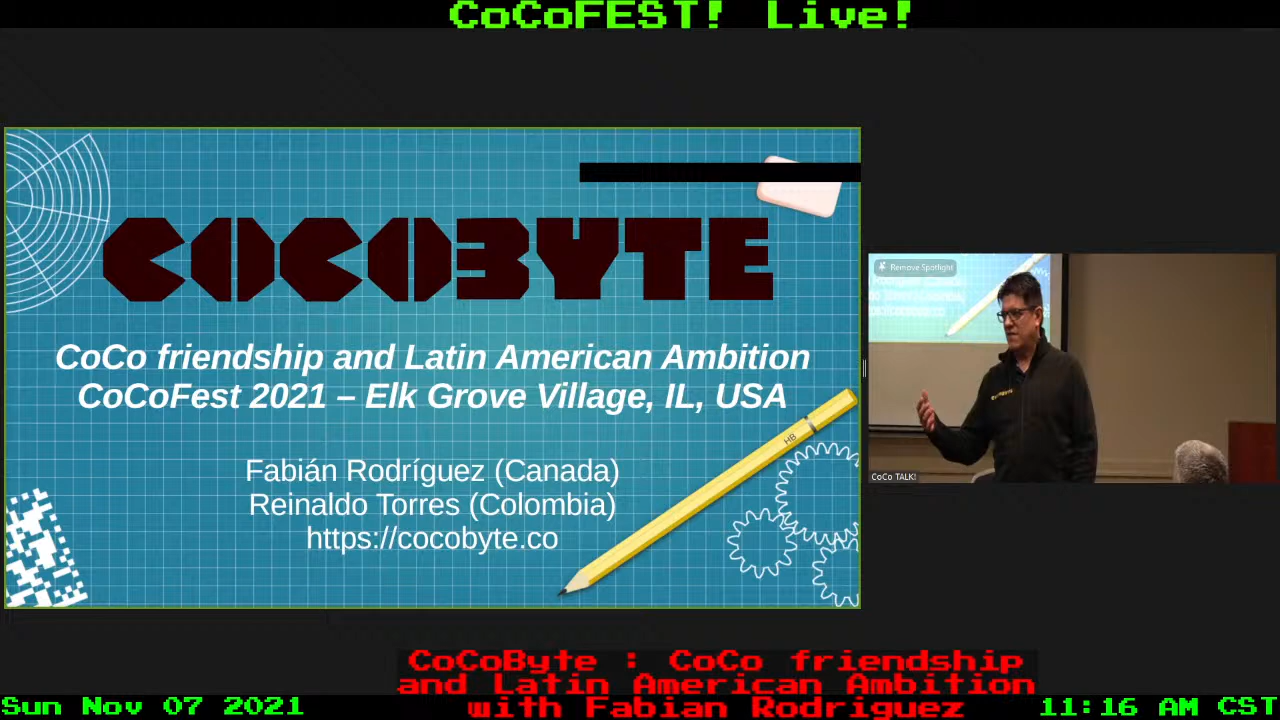 CoCoFEST! Live!
COCOBYTE
CoCo friendship and Latin American Ambition
CoCoFest 2021 – Elk Grove Village, IL, USA
Fabián Rodríguez (Canada)
Reinaldo Torres (Colombia)
https://cocobyte.co
HB
Remove Spotlight
CoCo TALK!
CoCoByte : CoCo friendship
and Latin American Ambition
with Fabian Rodriguez
Sun Nov 07 2021
11:16 AM CST